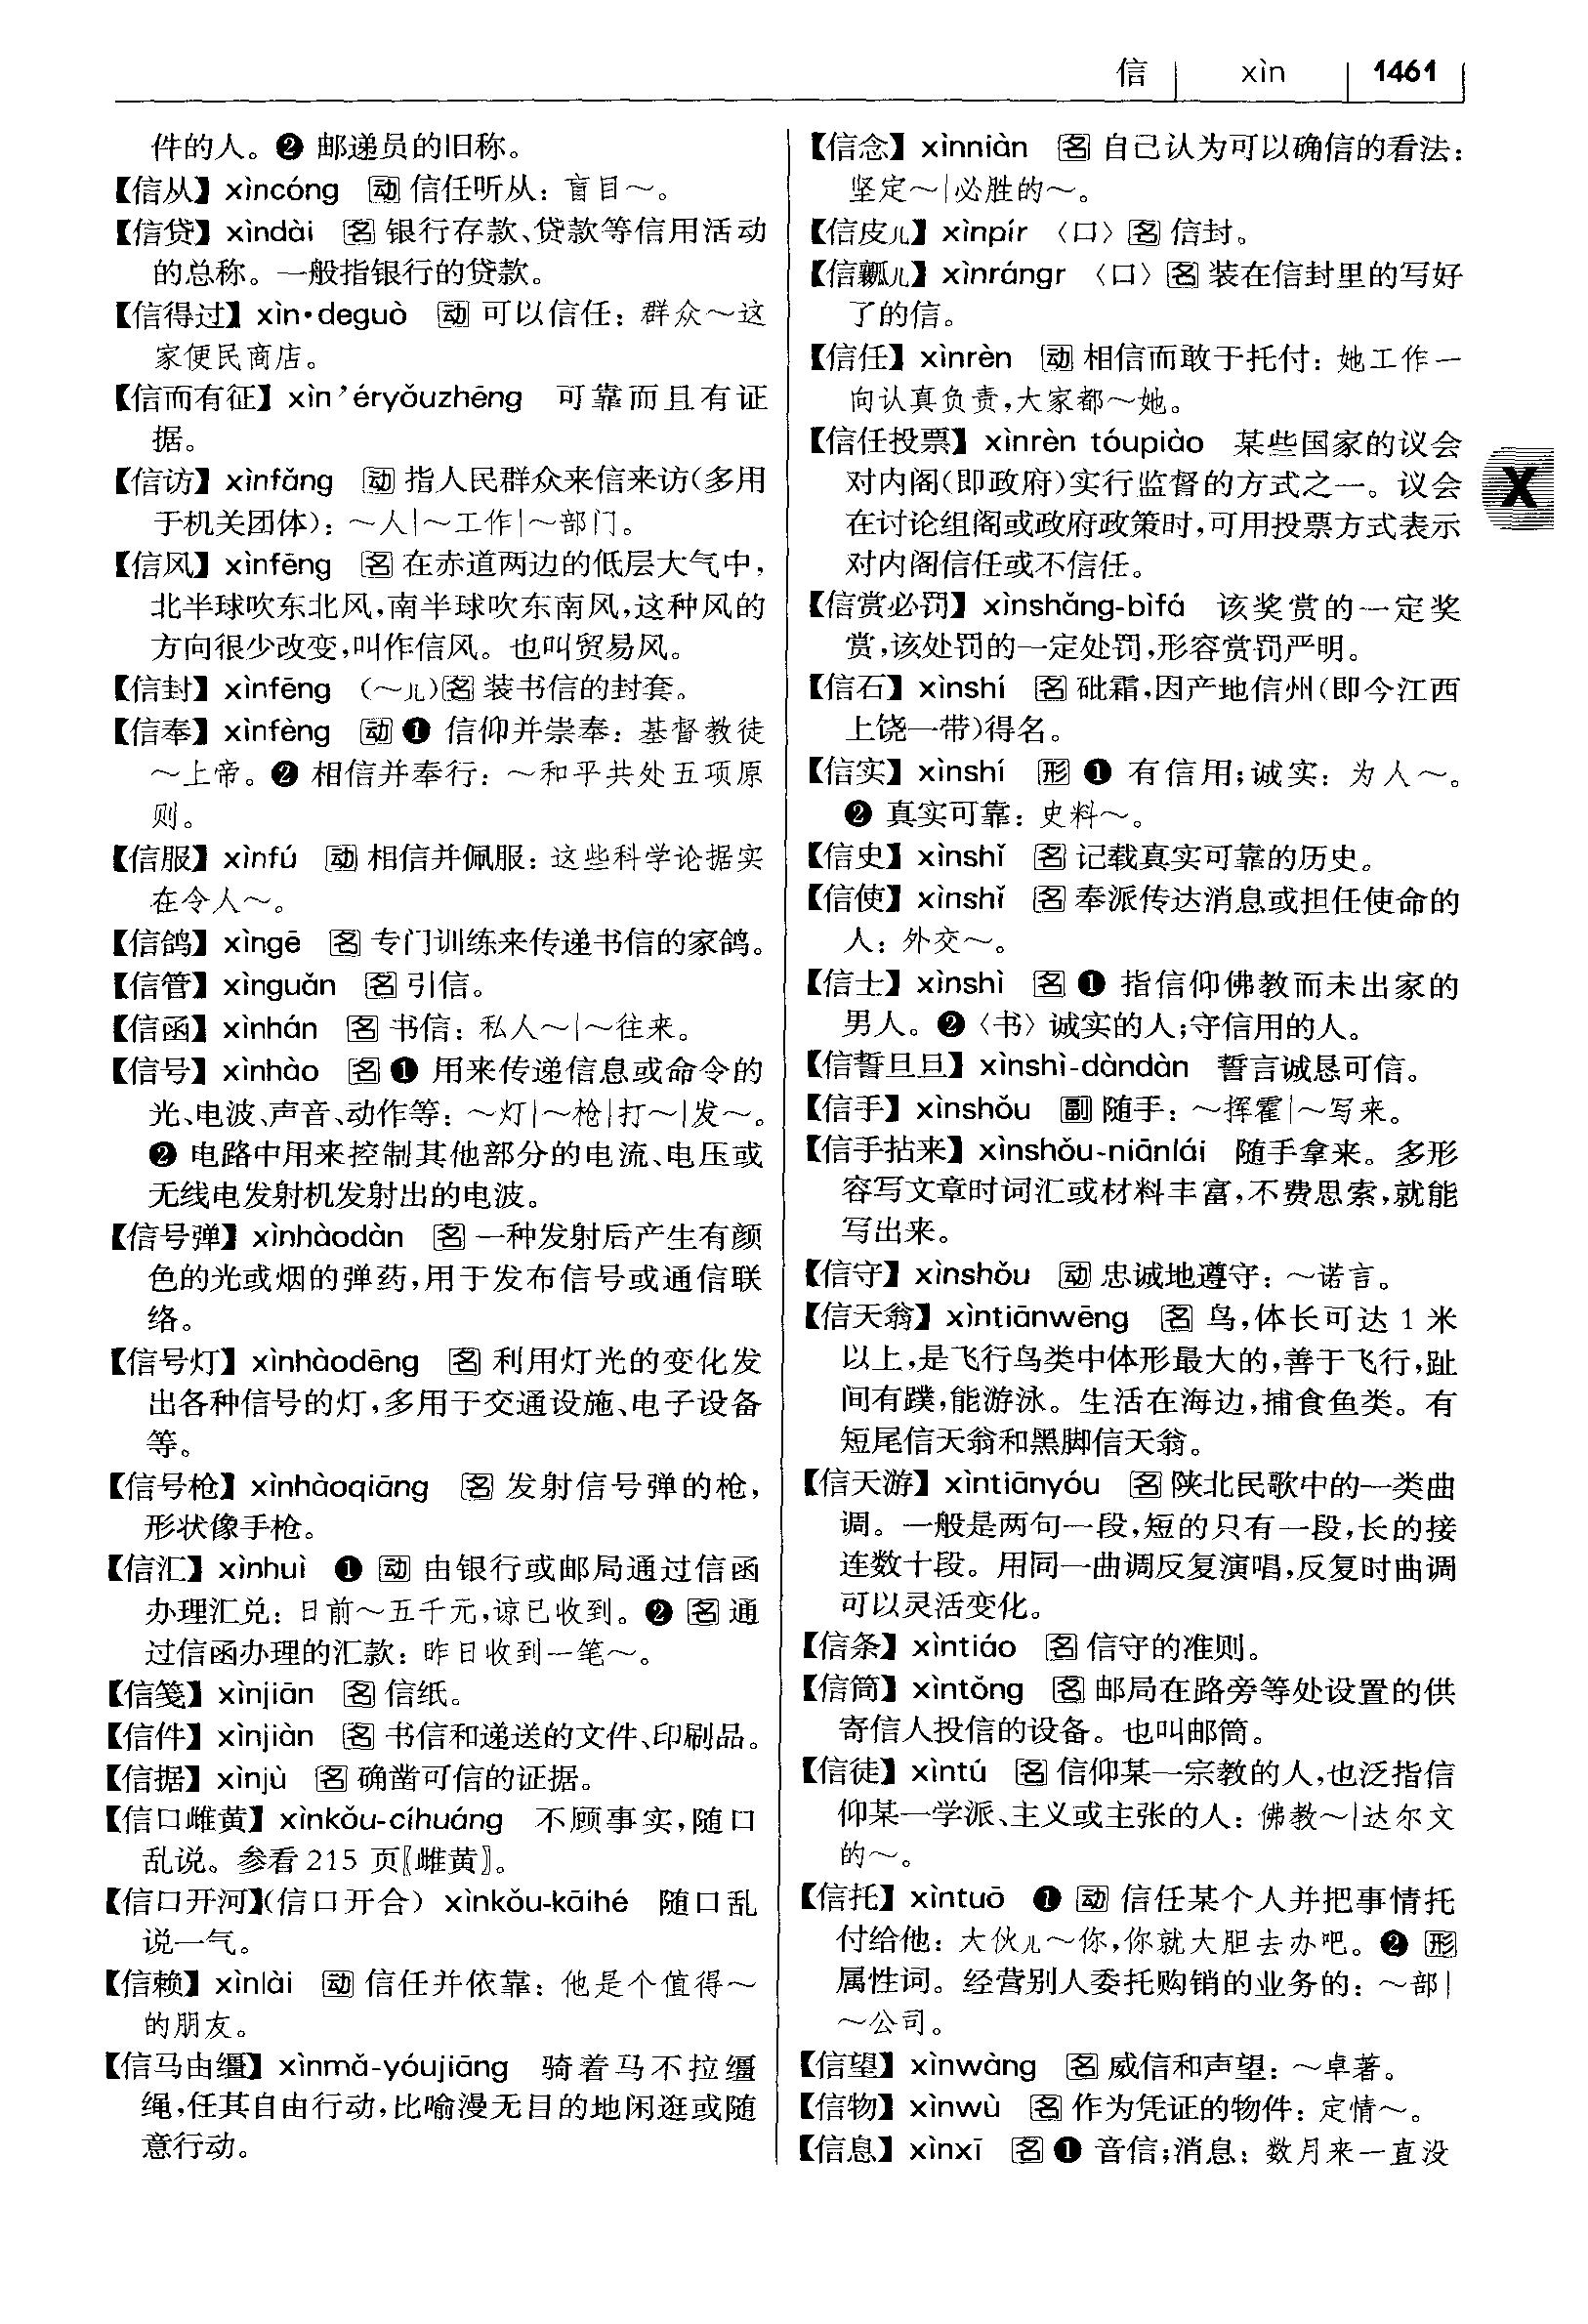 信 xìn 1461
件的人。❷ 邮递员的旧称。
【信从】xìncóng 动 信任听从：盲目～。
【信贷】xìndài 名 银行存款、贷款等信用活动
的总称。一般指银行的贷款。
【信得过】xìn·deguò 动 可以信任：群众～这
家便民商店。
【信而有征】xìn'éryǒuzhēng 可靠而且有证
据。
【信访】xìnfǎng 动 指人民群众来信来访(多用
于机关团体)：～人|～工作|～部门。
【信风】xìnfēng 名 在赤道两边的低层大气中，
北半球吹东北风，南半球吹东南风，这种风的
方向很少改变，叫作信风。也叫贸易风。
【信封】xìnfēng (～儿)名 装书信的封套。
【信奉】xìnfèng 动 ❶ 信仰并崇奉：基督教徒
～上帝。❷ 相信并奉行：～和平共处五项原
则。
【信服】xìnfú 动 相信并佩服：这些科学论据实
在令人～。
【信鸽】xìngē 名 专门训练来传递书信的家鸽。
【信管】xìnguǎn 名 引信。
【信函】xìnhán 名 书信：私人～|～往来。
【信号】xìnhào 名 ❶ 用来传递信息或命令的
光、电波、声音、动作等：～灯|～枪|打～|发～。
❷ 电路中用来控制其他部分的电流、电压或
无线电发射机发射出的电波。
【信号弹】xìnhàodàn 名 一种发射后产生有颜
色的光或烟的弹药，用于发布信号或通信联
络。
【信号灯】xìnhàodēng 名 利用灯光的变化发
出各种信号的灯，多用于交通设施、电子设备
等。
【信号枪】xìnhàoqiāng 名 发射信号弹的枪，
形状像手枪。
【信汇】xìnhuì ❶ 动 由银行或邮局通过信函
办理汇兑：日前～五千元，谅已收到。❷ 名 通
过信函办理的汇款：昨日收到一笔～。
【信笺】xìnjiān 名 信纸。
【信件】xìnjiàn 名 书信和递送的文件、印刷品。
【信据】xìnjù 名 确凿可信的证据。
【信口雌黄】xìnkǒu-cíhuáng 不顾事实，随口
乱说。参看 215 页〖雌黄〗。
【信口开河】(信口开合) xìnkǒu-kāihé 随口乱
说一气。
【信赖】xìnlài 动 信任并依靠：他是个值得～
的朋友。
【信马由缰】xìnmǎ-yóujiāng 骑着马不拉缰
绳，任其自由行动，比喻漫无目的地闲逛或随
意行动。
【信念】xìnniàn 名 自己认为可以确信的看法：
坚定～|必胜的～。
【信皮儿】xìnpír 〈口〉名 信封。
【信瓤儿】xìnrángr 〈口〉名 装在信封里的写好
了的信。
【信任】xìnrèn 动 相信而敢于托付：她工作一
向认真负责，大家都～她。
【信任投票】xìnrèn tóupiào 某些国家的议会
对内阁(即政府)实行监督的方式之一。议会
在讨论组阁或政府政策时，可用投票方式表示
对内阁信任或不信任。
X
【信赏必罚】xìnshǎng-bìfá 该奖赏的一定奖
赏，该处罚的一定处罚，形容赏罚严明。
【信石】xìnshí 名 砒霜，因产地信州(即今江西
上饶一带)得名。
【信实】xìnshí 形 ❶ 有信用；诚实：为人～。
❷ 真实可靠：史料～。
【信史】xìnshǐ 名 记载真实可靠的历史。
【信使】xìnshǐ 名 奉派传达消息或担任使命的
人：外交～。
【信士】xìnshì 名 ❶ 指信仰佛教而未出家的
男人。❷〈书〉诚实的人；守信用的人。
【信誓旦旦】xìnshì-dàndàn 誓言诚恳可信。
【信手】xìnshǒu 副 随手：～挥霍|～写来。
【信手拈来】xìnshǒu-niānlái 随手拿来。多形
容写文章时词汇或材料丰富，不费思索，就能
写出来。
【信守】xìnshǒu 动 忠诚地遵守：～诺言。
【信天翁】xìntiānwēng 名 鸟，体长可达 1 米
以上，是飞行鸟类中体形最大的，善于飞行，趾
间有蹼，能游泳。生活在海边，捕食鱼类。有
短尾信天翁和黑脚信天翁。
【信天游】xìntiānyóu 名 陕北民歌中的一类曲
调。一般是两句一段，短的只有一段，长的接
连数十段。用同一曲调反复演唱，反复时曲调
可以灵活变化。
【信条】xìntiáo 名 信守的准则。
【信筒】xìntǒng 名 邮局在路旁等处设置的供
寄信人投信的设备。也叫邮筒。
【信徒】xìntú 名 信仰某一宗教的人，也泛指信
仰某一学派、主义或主张的人：佛教～|达尔文
的～。
【信托】xìntuō ❶ 动 信任某个人并把事情托
付给他：大伙儿～你，你就大胆去办吧。❷ 形
属性词。经营别人委托购销的业务的：～部|
～公司。
【信望】xìnwàng 名 威信和声望：～卓著。
【信物】xìnwù 名 作为凭证的物件：定情～。
【信息】xìnxī 名 ❶ 音信；消息：数月来一直没